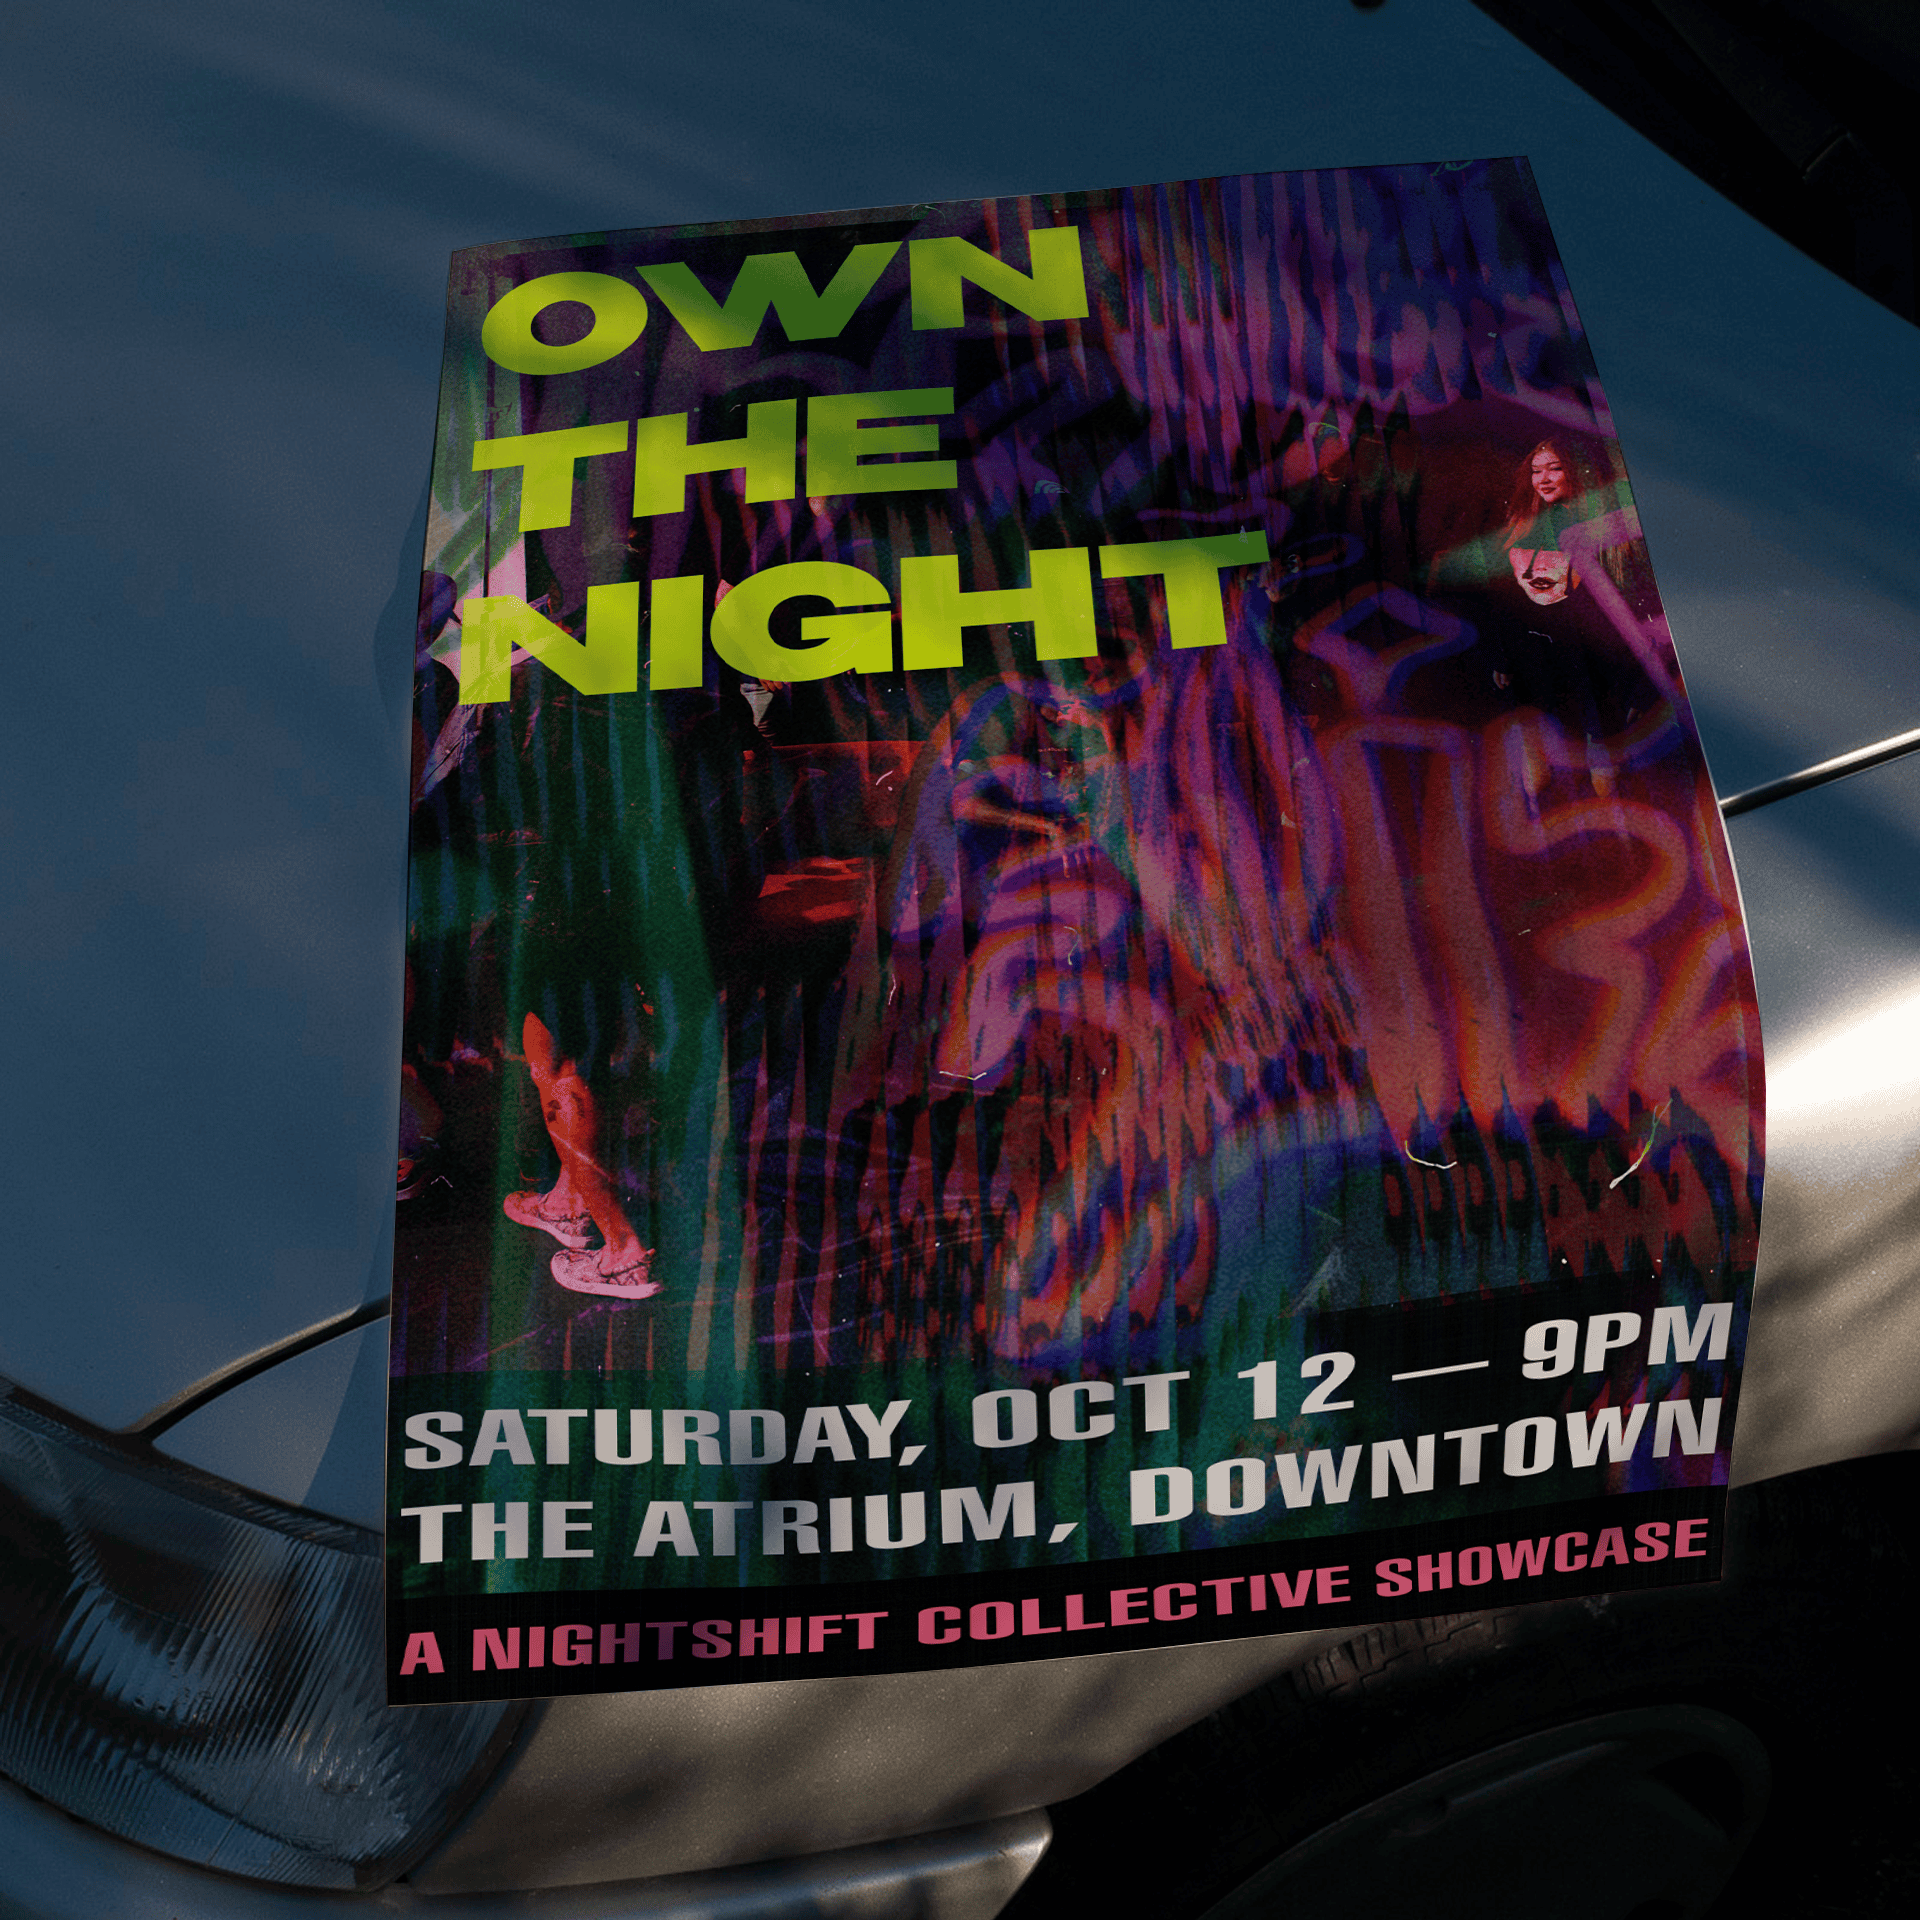 OWN
THE
NIGHT
SATURDAY, OCT 12 — 9PM
THE ATRIUM, DOWNTOWN
A NIGHTSHIFT COLLECTIVE SHOWCASE